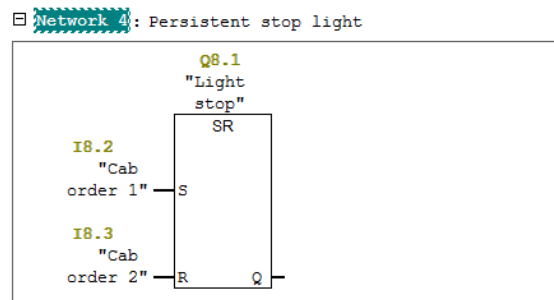 Network 4: Persistent stop light
Q8.1
"Light
stop"
SR
I8.2
"Cab
order 1"
S
I8.3
"Cab
order 2"
R Q